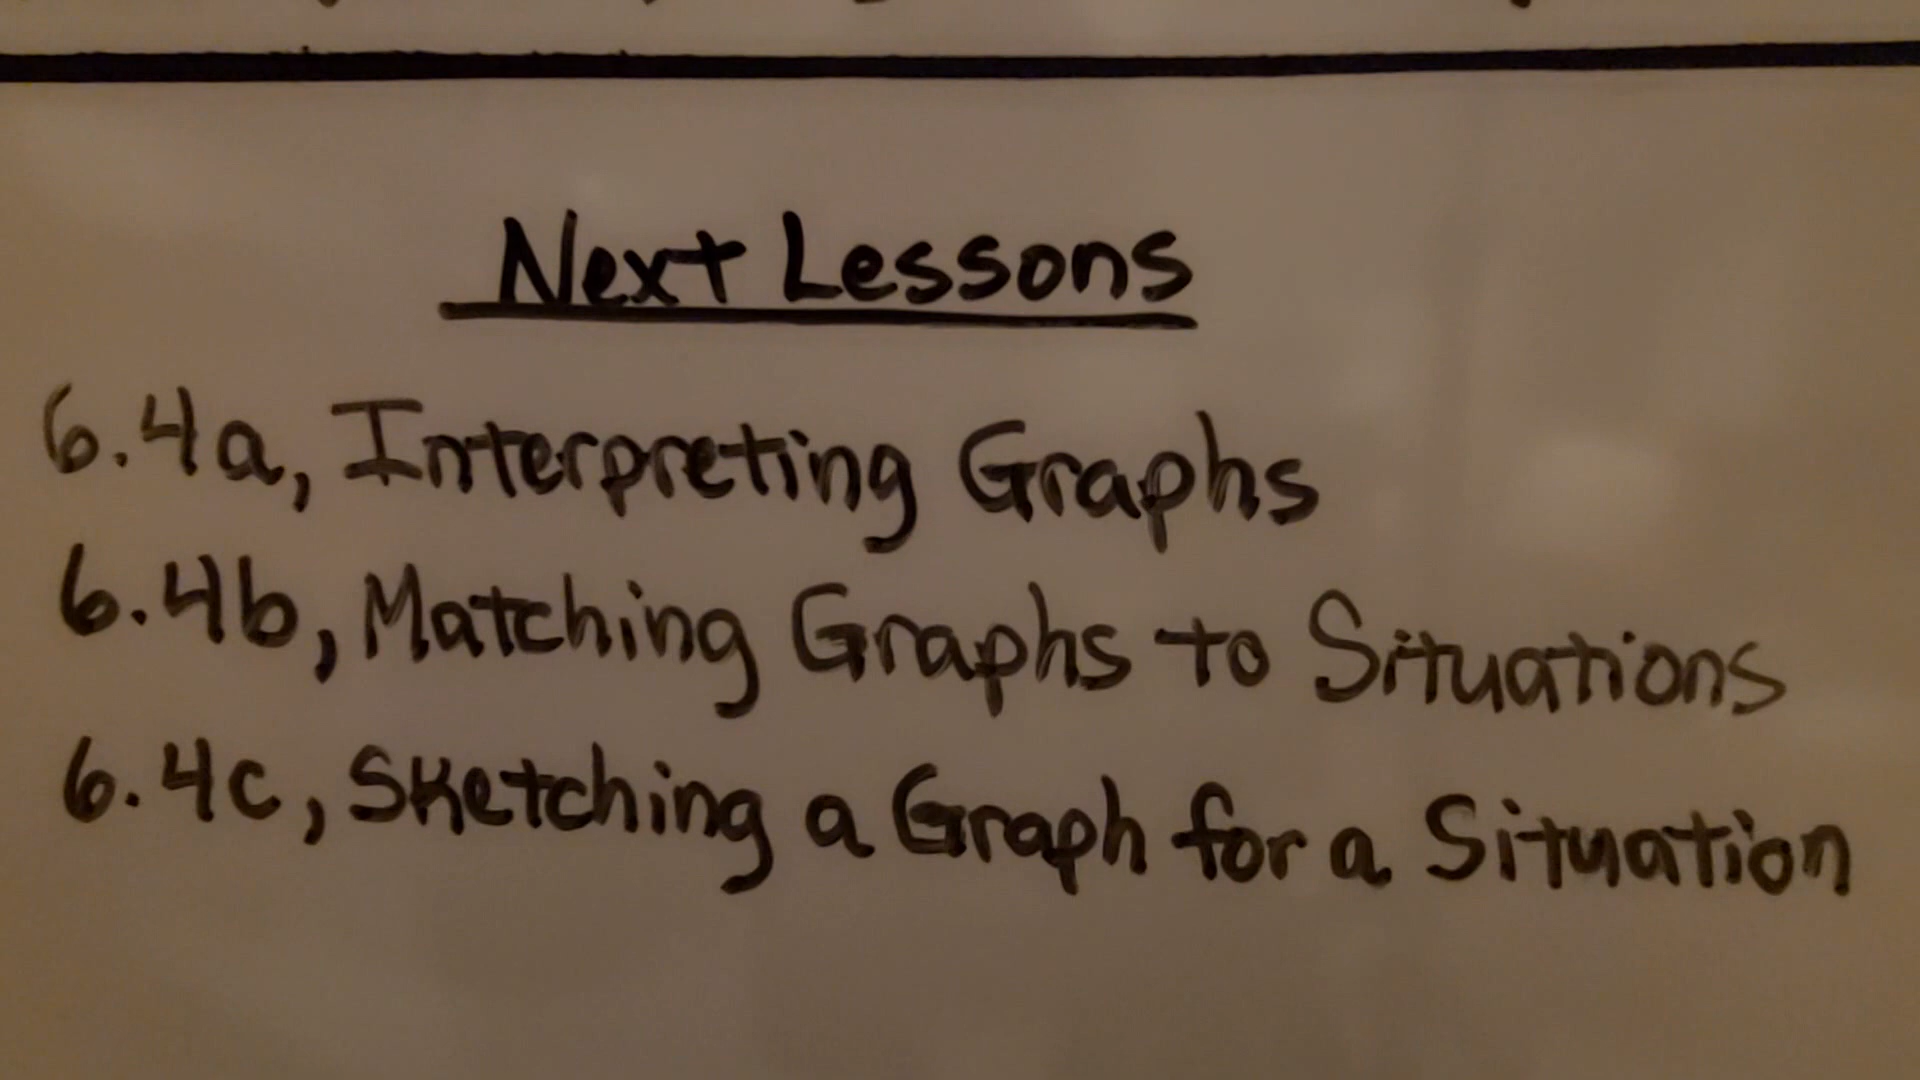 Next Lessons
6.4a, Interpreting Graphs
6.4b, Matching Graphs to Situations
6.4c, Sketching a Graph for a Situation